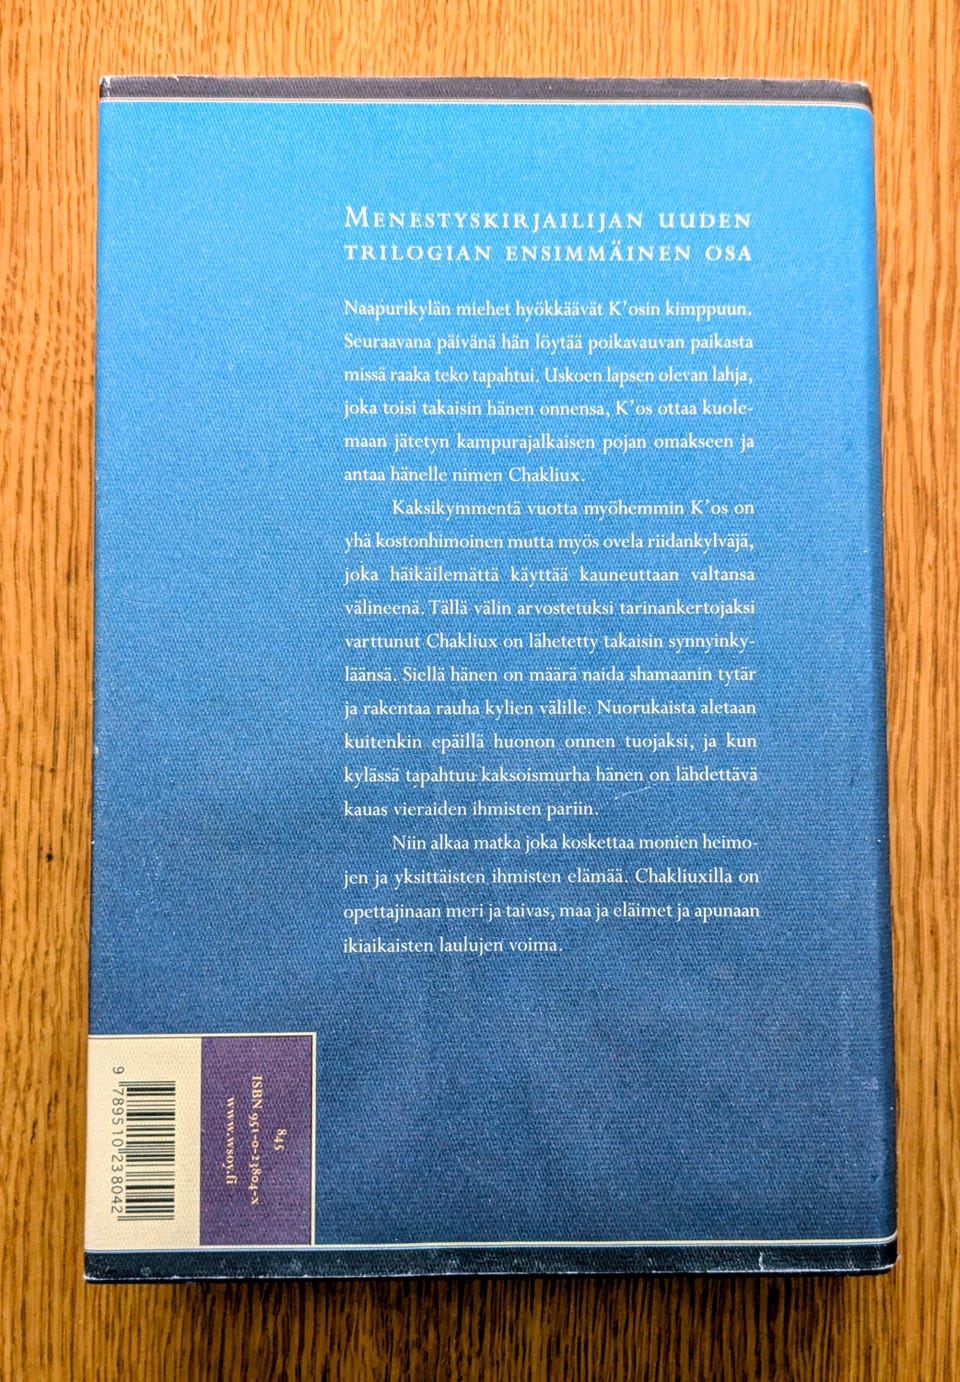 MENESTYSKIRJAILIJAN UUDEN
TRILOGIAN ENSIMMÄINEN OSA
Naapurikylän miehet hyökkäävät K'osin kimppuun.
Seuraavana päivänä hän löytää poikavauvan paikasta
missä raaka teko tapahtui. Uskoen lapsen olevan lahja,
joka toisi takaisin hänen onnensa, K'os ottaa kuole-
maan jätetyn kampurajalkaisen pojan omakseen ja
antaa hänelle nimen Chakliux.
Kaksikymmentä vuotta myöhemmin K'os on
yhä kostonhimoinen mutta myös ovela riidankylväjä,
joka häikäilemättä käyttää kauneuttaan valtansa
välineenä. Tällä välin arvostetuksi tarinankertojaksi
varttunut Chakliux on lähetetty takaisin synnyinky-
läänsä. Siellä hänen on määrä naida shamaanin tytär
ja rakentaa rauha kylien välille. Nuorukaista aletaan
kuitenkin epäillä huonon onnen tuojaksi, ja kun
kylässä tapahtuu kaksoismurha hänen on lähdettävä
kauas vieraiden ihmisten pariin.
Niin alkaa matka joka koskettaa monien heimo-
jen ja yksittäisten ihmisten elämää. Chakliuxilla on
opettajinaan meri ja taivas, maa ja eläimet ja apunaan
ikiaikaisten laulujen voima.
845
ISBN 951-0-23804-X
www.wsoy.fi
9 789510 238042